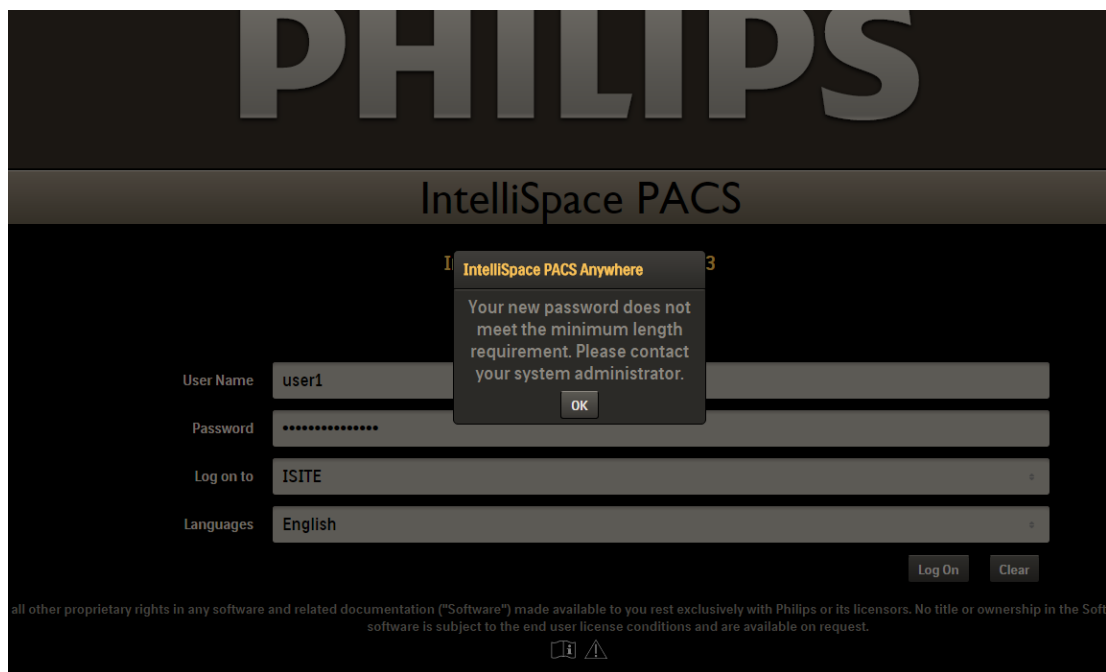 PHILIPS
IntelliSpace PACS
3
IntelliSpace PACS Anywhere
Your new password does not
meet the minimum length
requirement. Please contact
your system administrator.
OK
User Name user1
Password •••••••••••••••
Log on to ISITE
Languages English
Log On Clear
all other proprietary rights in any software and related documentation ("Software") made available to you rest exclusively with Philips or its licensors. No title or ownership in the Soft
software is subject to the end user license conditions and are available on request.